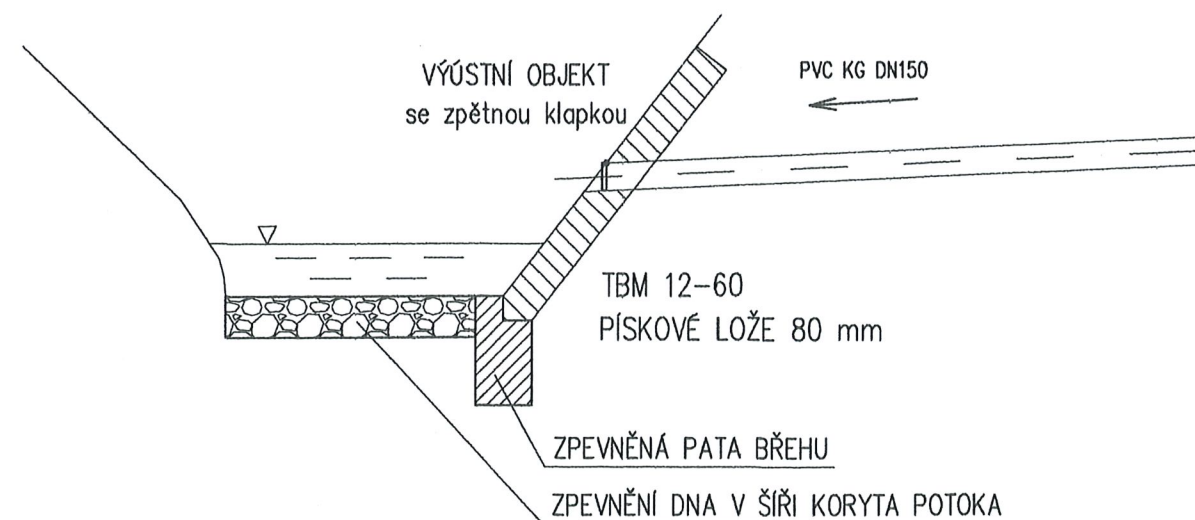 VÝÚSTNÍ OBJEKT
se zpětnou klapkou
PVC KG DN150
TBM 12-60
PÍSKOVÉ LOŽE 80 mm
ZPEVNĚNÁ PATA BŘEHU
ZPEVNĚNÍ DNA V ŠÍŘI KORYTA POTOKA